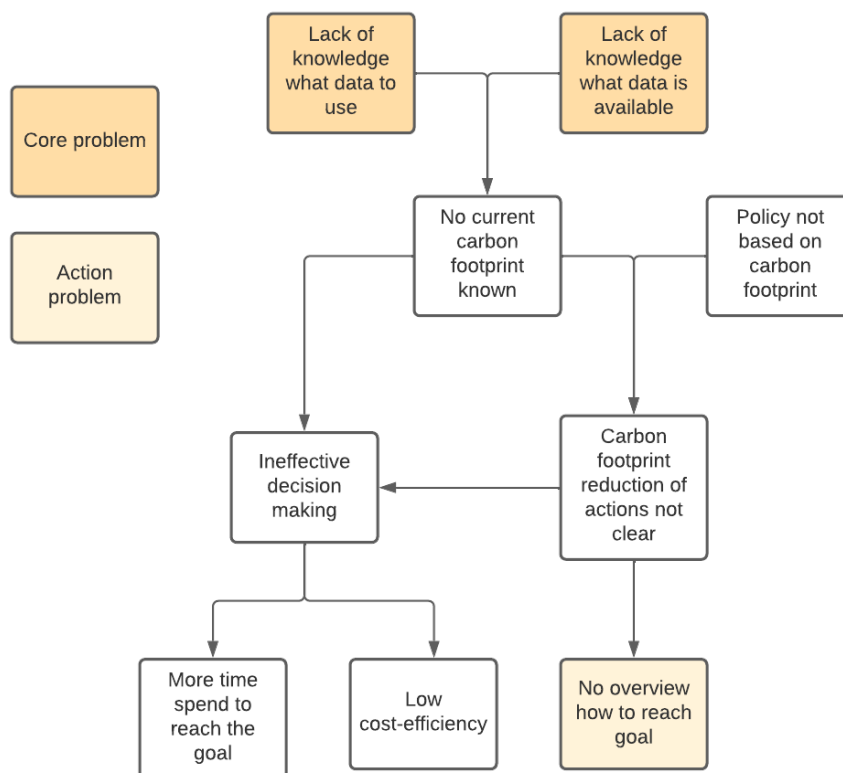 Lack of
knowledge
what data to
use
Lack of
knowledge
what data is
available
Core problem
Action
problem
No current
carbon
footprint
known
Policy not
based on
carbon
footprint
Ineffective
decision
making
Carbon
footprint
reduction of
actions not
clear
More time
spend to
reach the
goal
Low
cost-efficiency
No overview
how to reach
goal